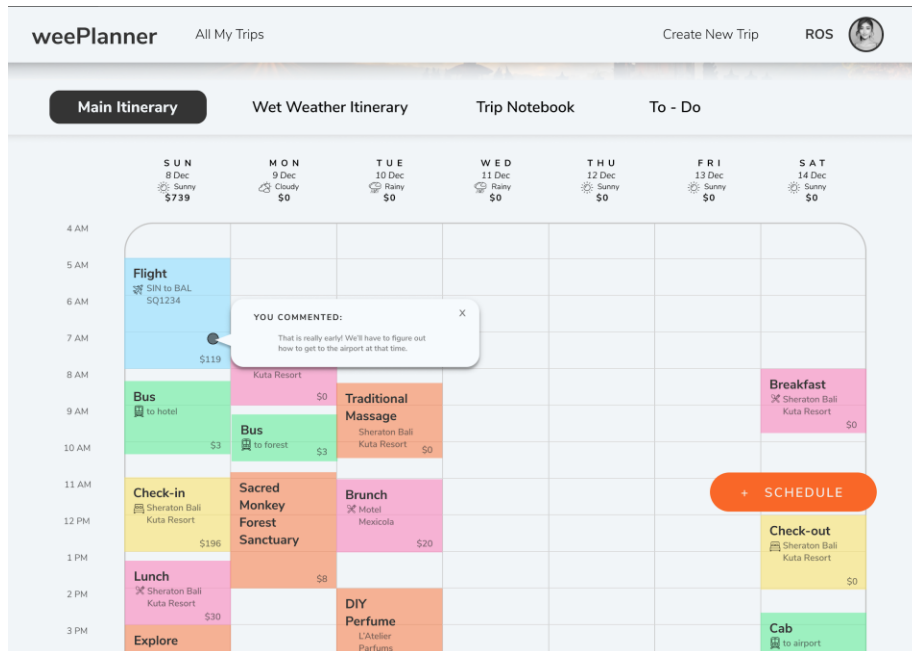 weePlanner
All My Trips
Create New Trip
ROS
Main Itinerary
Wet Weather Itinerary
Trip Notebook
To - Do
SUN
8 Dec
Sunny
$739
MON
9 Dec
Cloudy
$0
TUE
10 Dec
Rainy
$0
WED
11 Dec
Rainy
$0
THU
12 Dec
Sunny
$0
FRI
13 Dec
Sunny
$0
SAT
14 Dec
Sunny
$0
4 AM
5 AM
6 AM
7 AM
8 AM
9 AM
10 AM
11 AM
12 PM
1 PM
2 PM
3 PM
Flight
SIN to BAL
SQ1234
$119
YOU COMMENTED:
X
That is really early! We'll have to figure out
how to get to the airport at that time.
Bus
to hotel
$3
Check-in
Sheraton Bali
Kuta Resort
$196
Lunch
Sheraton Bali
Kuta Resort
$30
Explore
Kuta Resort
$0
Bus
to forest
$3
Sacred
Monkey
Forest
Sanctuary
$8
Traditional
Massage
Sheraton Bali
Kuta Resort
$0
Brunch
Motel
Mexicola
$20
DIY
Perfume
L'Atelier
Parfums
Breakfast
Sheraton Bali
Kuta Resort
$0
+ SCHEDULE
Check-out
Sheraton Bali
Kuta Resort
$0
Cab
to airport